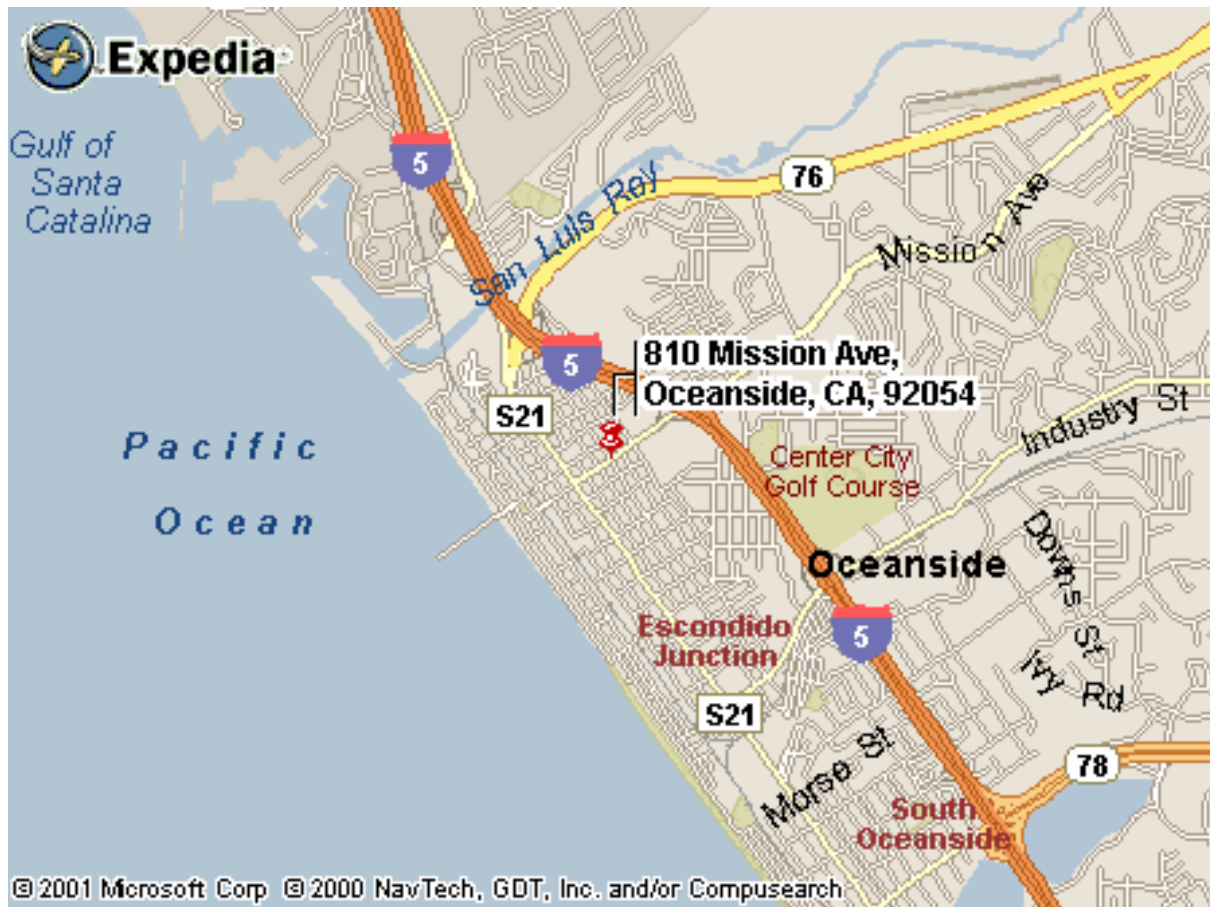 Expedia
Gulf of
Santa
Catalina
5
San Luis Rey
76
Mission Ave
5
810 Mission Ave,
Oceanside, CA, 92054
S21
Industry St
Pacific
Ocean
Center City
Golf Course
Oceanside
Downs St
Escondido
Junction
5
Ivy Rd
S21
Morse St
78
South
Oceanside
© 2001 Microsoft Corp © 2000 NavTech, GDT, Inc. and/or Compusearch